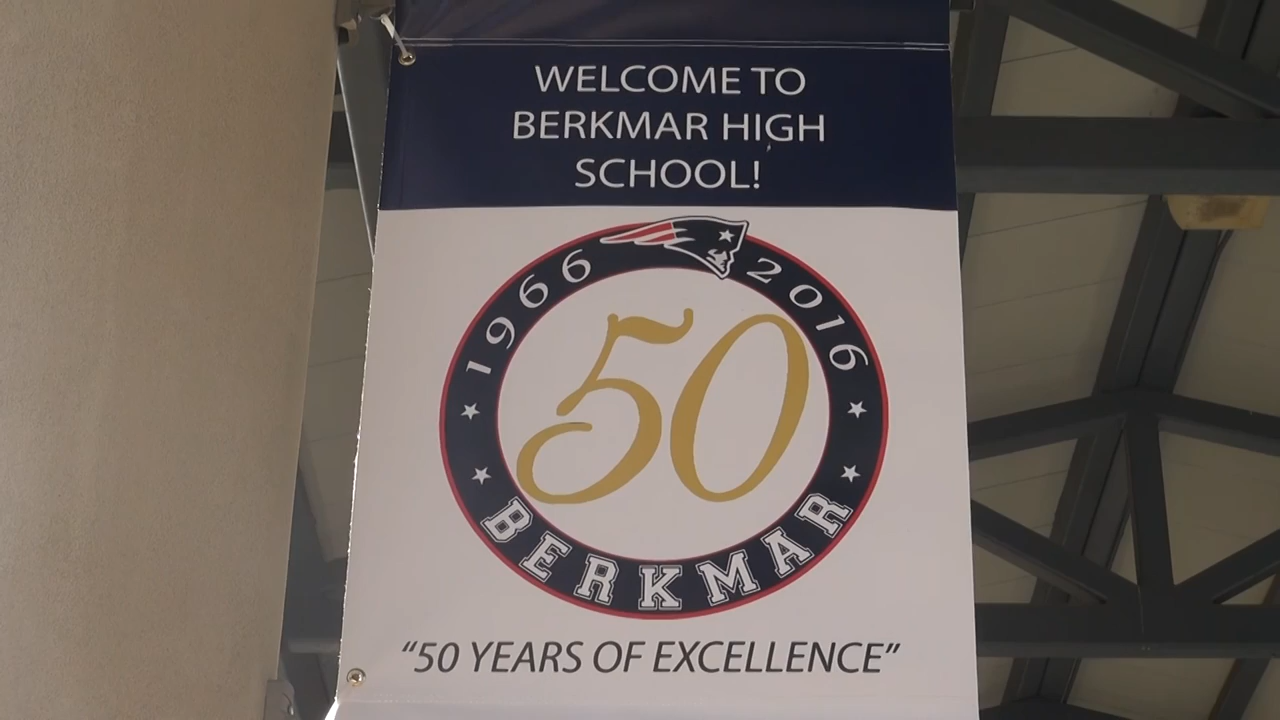 WELCOME TO
BERKMAR HIGH
SCHOOL!
1966 2016
50
BERKMAR
“50 YEARS OF EXCELLENCE”